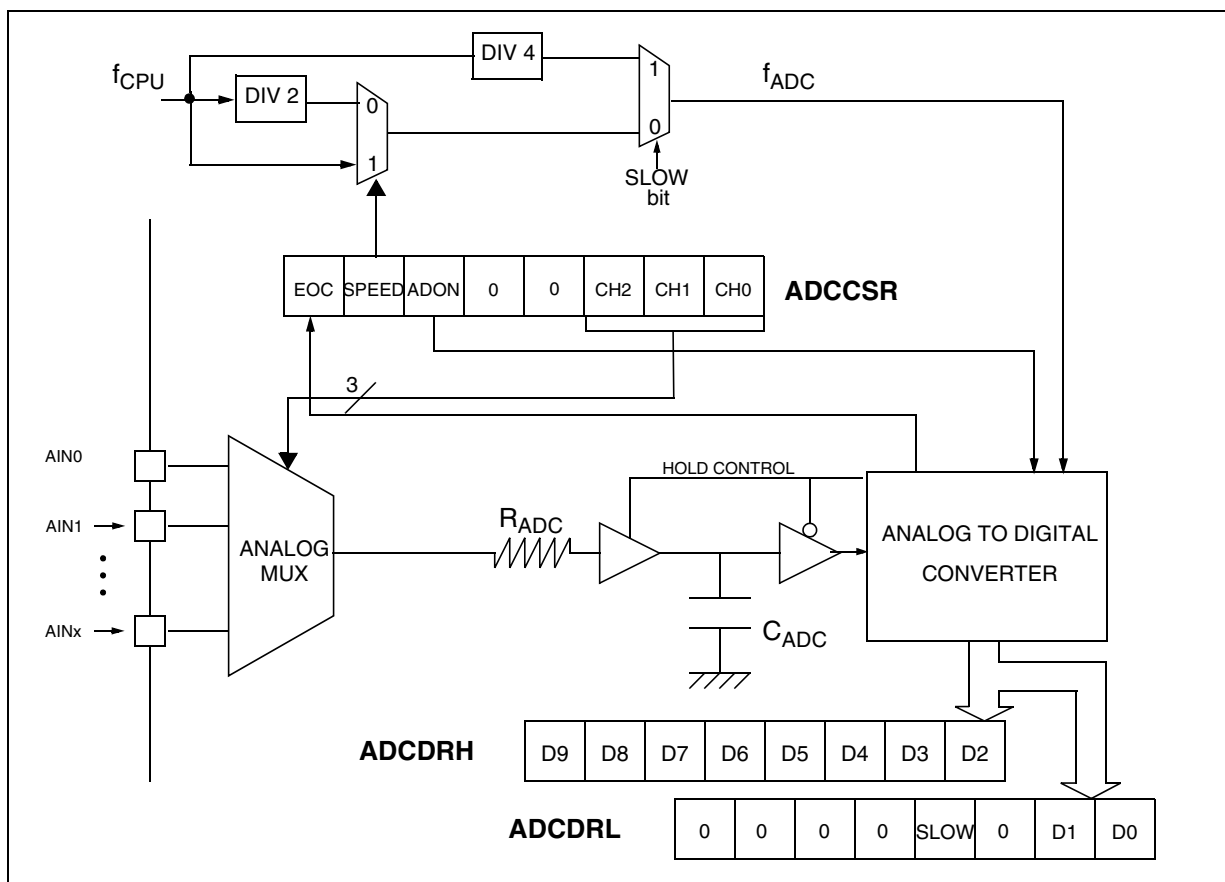 DIV 4
fCPU
DIV 2
0
1
1
0
fADC
SLOW
bit
EOC SPEED ADON 0 0 CH2 CH1 CH0 ADCCSR
3
AIN0
AIN1
AINx
ANALOG
MUX
RADC
HOLD CONTROL
CADC
ANALOG TO DIGITAL
CONVERTER
ADCDRH D9 D8 D7 D6 D5 D4 D3 D2
ADCDRL 0 0 0 0 SLOW 0 D1 D0